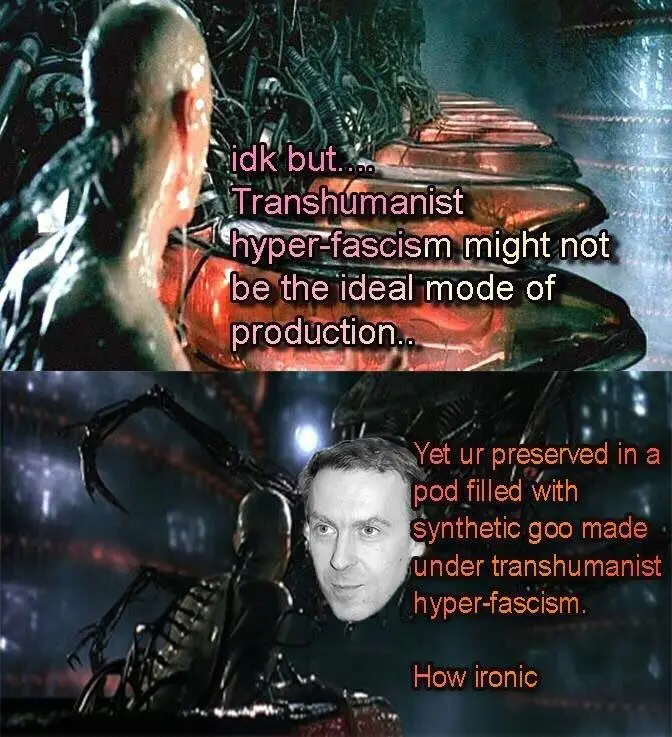 idk but....
Transhumanist
hyper-fascism might not
be the ideal mode of
production..
Yet ur preserved in a
pod filled with
synthetic goo made
under transhumanist
hyper-fascism.
How ironic